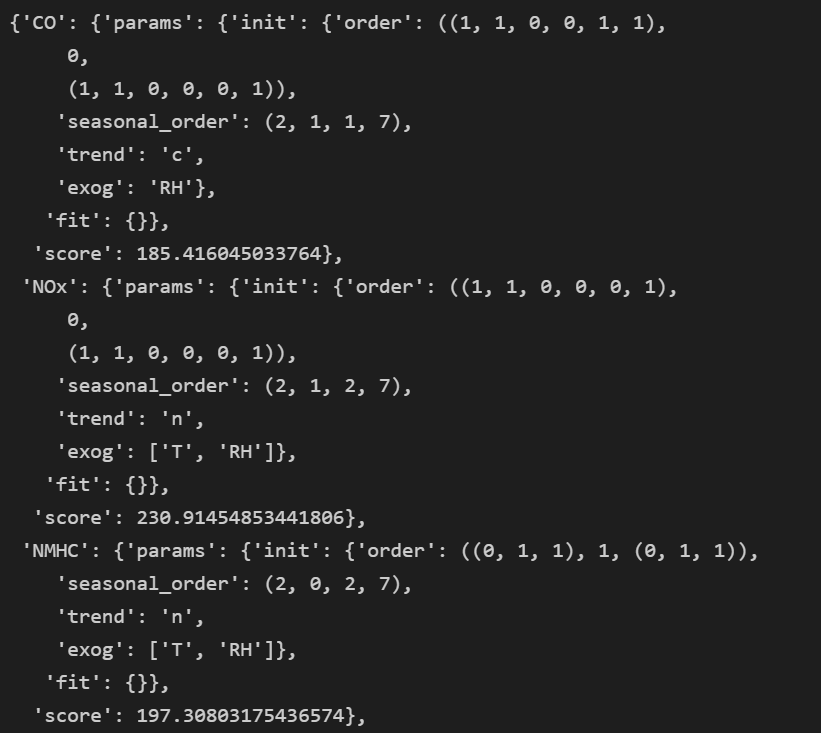 {'CO': {'params': {'init': {'order': ((1, 1, 0, 0, 1, 1),
0,
(1, 1, 0, 0, 0, 1)),
'seasonal_order': (2, 1, 1, 7),
'trend': 'c',
'exog': 'RH'},
'fit': {}},
'score': 185.416045033764},
'NOx': {'params': {'init': {'order': ((1, 1, 0, 0, 0, 1),
0,
(1, 1, 0, 0, 0, 1)),
'seasonal_order': (2, 1, 2, 7),
'trend': 'n',
'exog': ['T', 'RH']},
'fit': {}},
'score': 230.91454853441806},
'NMHC': {'params': {'init': {'order': ((0, 1, 1), 1, (0, 1, 1)),
'seasonal_order': (2, 0, 2, 7),
'trend': 'n',
'exog': ['T', 'RH']},
'fit': {}},
'score': 197.30803175436574},